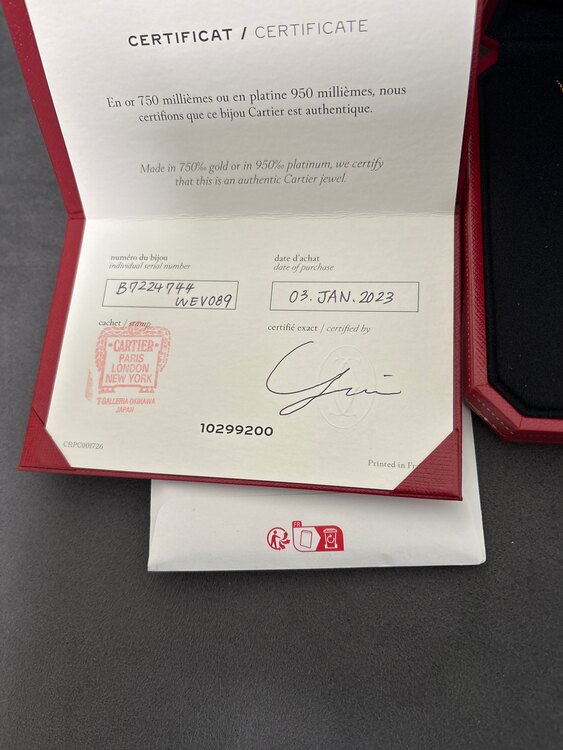 CERTIFICAT / CERTIFICATE
En or 750 millièmes ou en platine 950 millièmes, nous
certifions que ce bijou Cartier est authentique.
Made in 750‰ gold or in 950‰ platinum, we certify
that this is an authentic Cartier jewel.
numéro du bijou
individual serial number
B7224744
WEV089
date d'achat
date of purchase
03. JAN. 2023
cachet / stamp
CARTIER
PARIS
LONDON
NEW YORK
T-GALLERIA OKINAWA
JAPAN
certifié exact / certified by
10299200
CRPC001726
Printed in Fr
FR